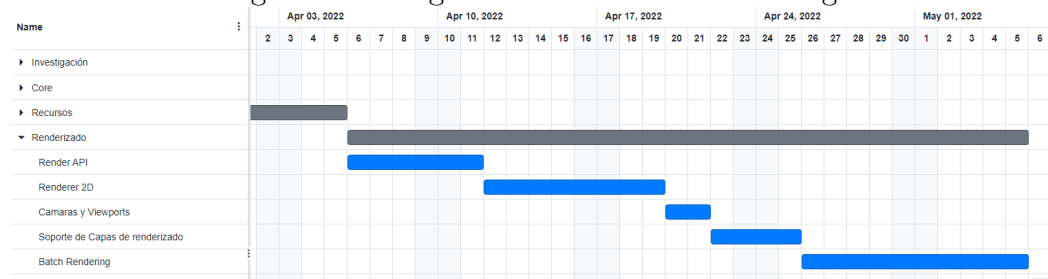 Apr 03, 2022 Apr 10, 2022 Apr 17, 2022 Apr 24, 2022 May 01, 2022
Name
2 3 4 5 6 7 8 9 10 11 12 13 14 15 16 17 18 19 20 21 22 23 24 25 26 27 28 29 30 1 2 3 4 5 6
Investigación
Core
Recursos
Renderizado
Render API
Renderer 2D
Camaras y Viewports
Soporte de Capas de renderizado
Batch Rendering